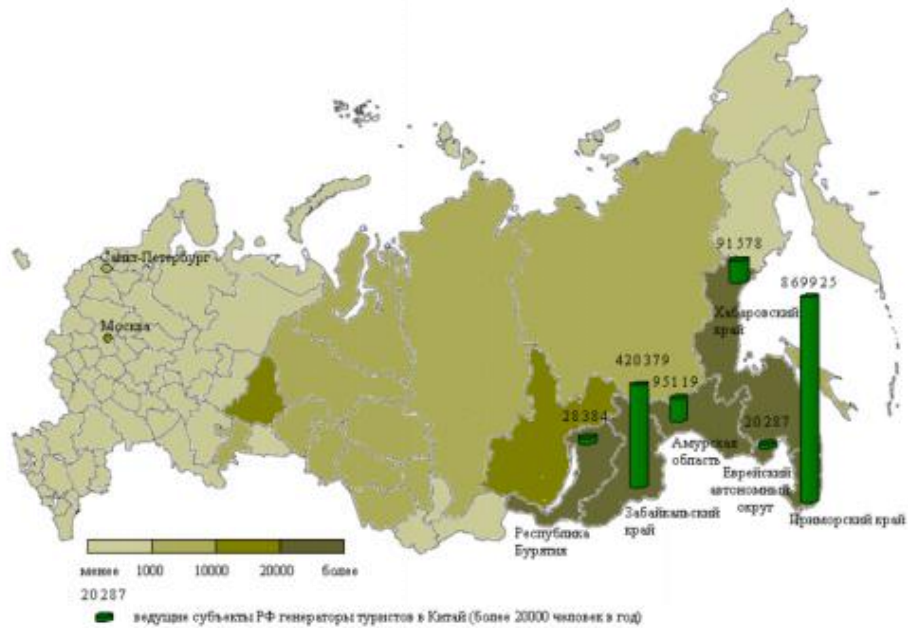 91578
Санкт-Петербург
869925
Хабаровский
край
Москва
420379
95119
28384
20287
Амурская
область
Еврейский
автономный
округ
Забайкальский
край
Приморский край
Республика
Бурятия
менее 1000 10000 20000 более
20287
ведущие субъекты РФ генераторы туристов в Китай (более 20000 человек в год)